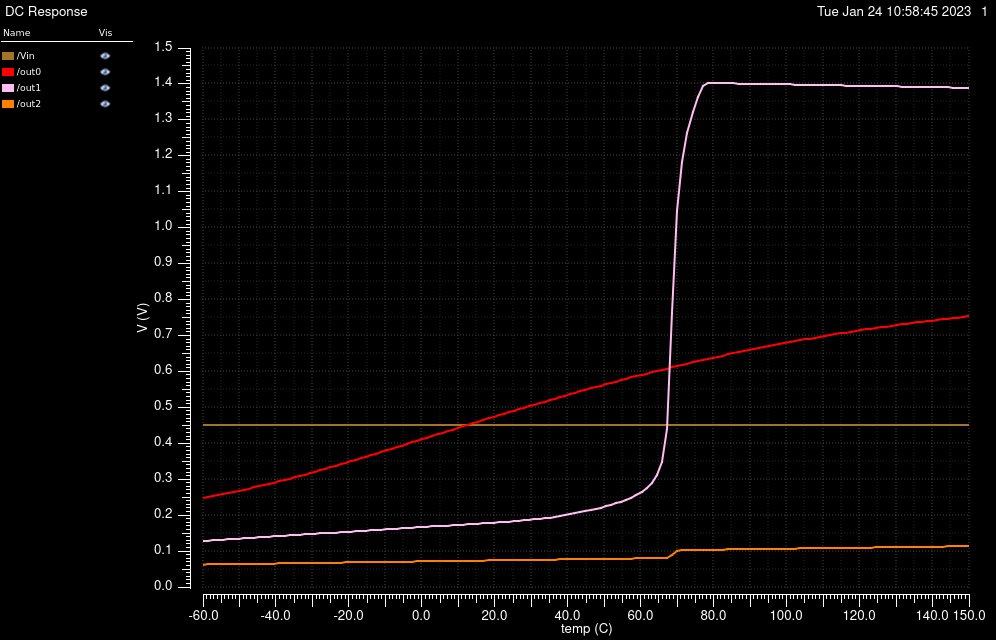 DC Response
Tue Jan 24 10:58:45 2023 1
Name Vis
/Vin
/out0
/out1
/out2
1.5
1.4
1.3
1.2
1.1
1.0
0.9
0.8
0.7
0.6
0.5
0.4
0.3
0.2
0.1
0.0
V (V)
-60.0 -40.0 -20.0 0.0 20.0 40.0 60.0 80.0 100.0 120.0 140.0 150.0
temp (C)